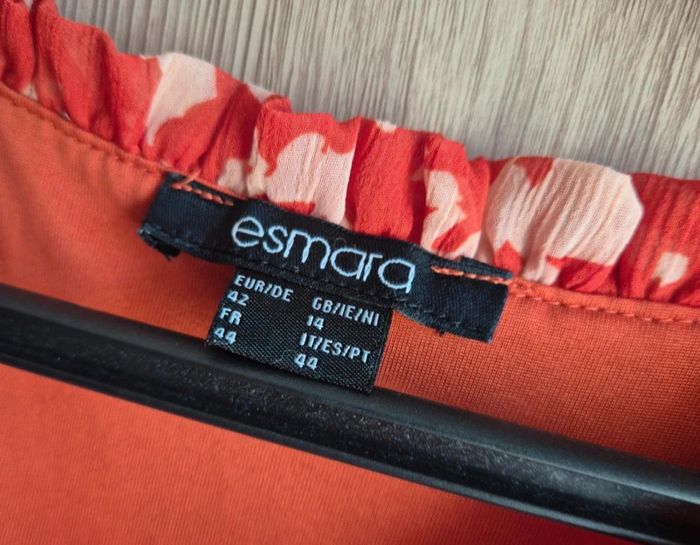 esmara
EUR/DE GB/IE/NI
42 14
FR IT/ES/PT
44 44